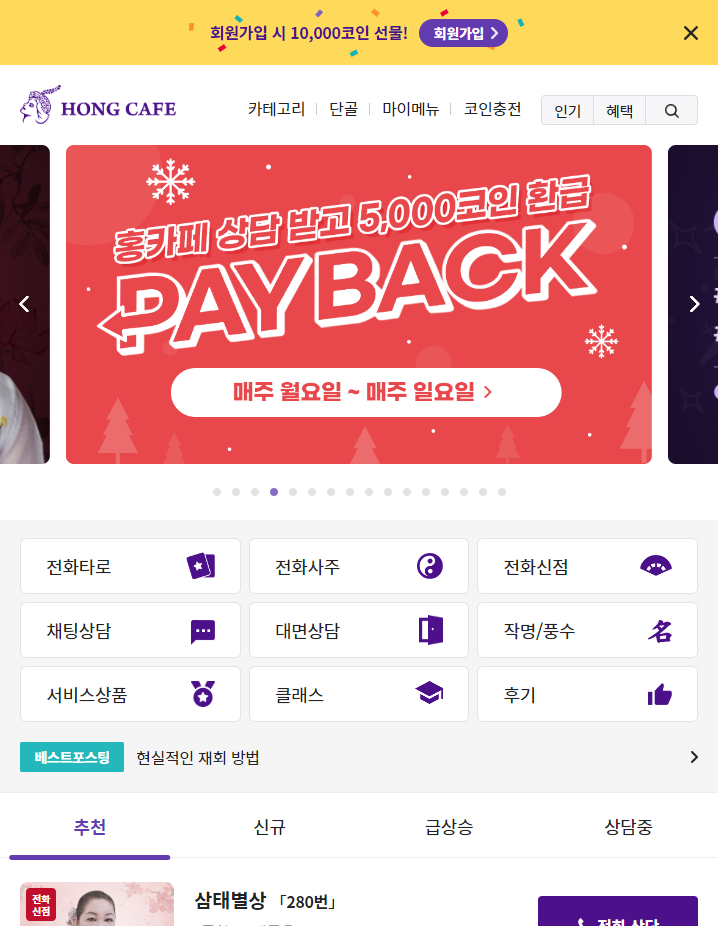 회원가입 시 10,000코인 선물!
회원가입
HONG CAFE
카테고리
단골
마이메뉴
코인충전
인기
혜택
홍카페 상담 받고 5,000코인 환급
PAYBACK
매주 월요일 ~ 매주 일요일
전화타로
전화사주
전화신점
채팅상담
대면상담
작명/풍수
名
서비스상품
클래스
후기
베스트포스팅
현실적인 재회 방법
추천
신규
급상승
상담중
전화
신점
삼태별상 「280번」
전화 상담